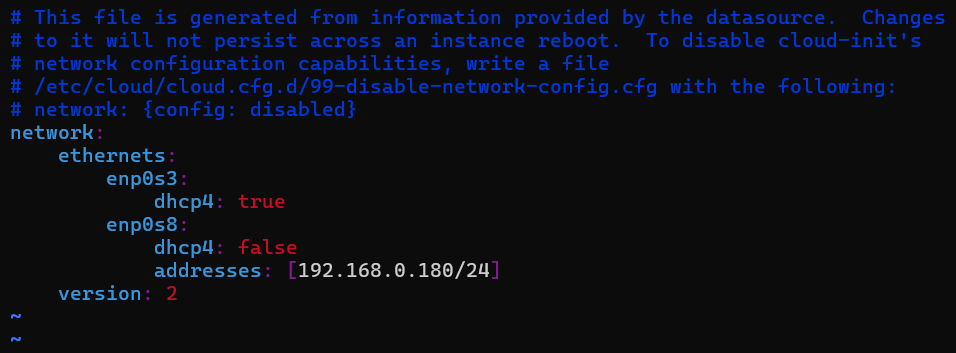 # This file is generated from information provided by the datasource.  Changes
# to it will not persist across an instance reboot.  To disable cloud-init's
# network configuration capabilities, write a file
# /etc/cloud/cloud.cfg.d/99-disable-network-config.cfg with the following:
# network: {config: disabled}
network:
    ethernets:
        enp0s3:
            dhcp4: true
        enp0s8:
            dhcp4: false
            addresses: [192.168.0.180/24]
    version: 2
~
~